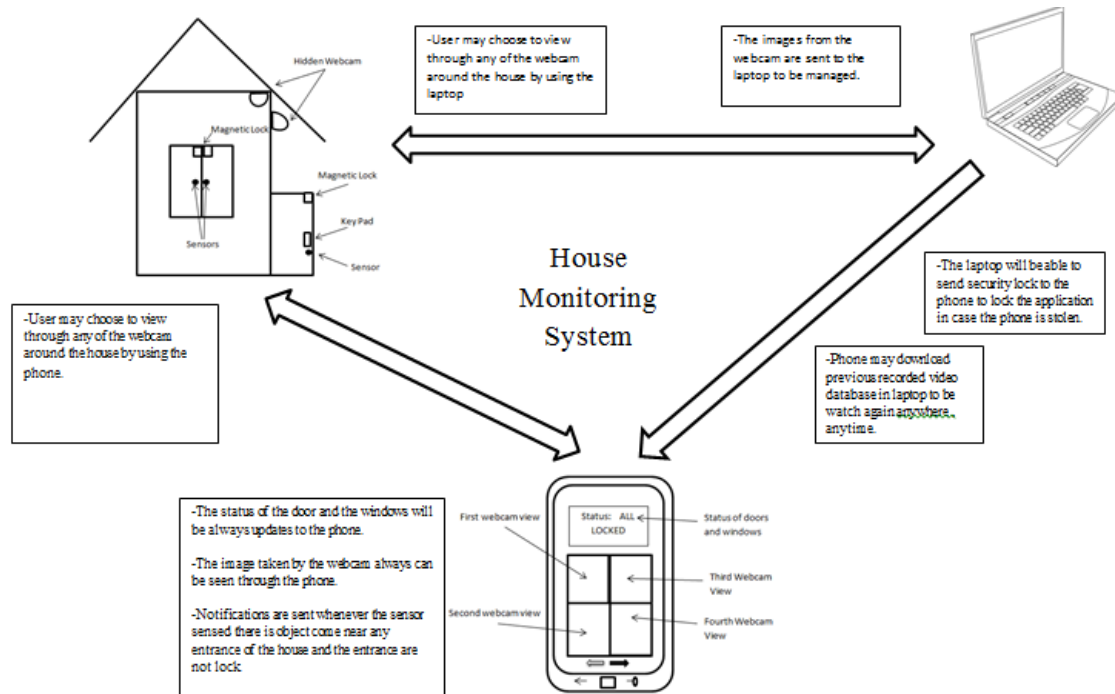 -User may choose to view
through any of the webcam
around the house by using the
laptop
-The images from the
webcam are sent to the
laptop to be managed.
Hidden Webcam
Magnetic Lock
Magnetic Lock
Key Pad
Sensors
Sensor
House
Monitoring
System
-The laptop will be able to
send security lock to the
phone to lock the application
in case the phone is stolen.
-User may choose to view
through any of the webcam
around the house by using the
phone.
-Phone may download
previous recorded video
database in laptop to be
watch again anywhere,
anytime.
-The status of the door and the windows will
be always updates to the phone.
-The image taken by the webcam always can
be seen through the phone.
-Notifications are sent whenever the sensor
sensed there is object come near any
entrance of the house and the entrance are
not lock
First webcam view
Status: ALL
LOCKED
Status of doors
and windows
Third Webcam
View
Second webcam view
Fourth Webcam
View